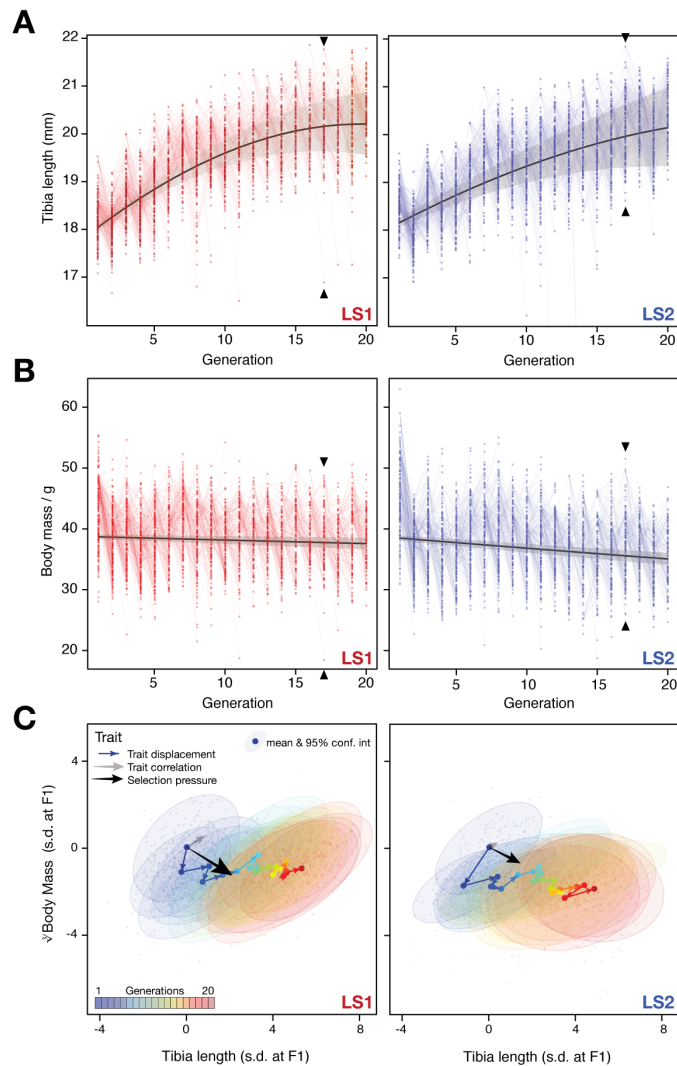 A
22
21
20
19
18
17
Tibia length (mm)
5 10 15 20
Generation
LS1
5 10 15 20
Generation
LS2
B
60
50
40
30
20
Body mass / g
5 10 15 20
Generation
LS1
5 10 15 20
Generation
LS2
C
Trait
Trait displacement
Trait correlation
Selection pressure
mean & 95% conf. int
4
0
-4
∛Body Mass (s.d. at F1)
1 Generations 20
LS1
-4 0 4 8
Tibia length (s.d. at F1)
LS2
-4 0 4 8
Tibia length (s.d. at F1)